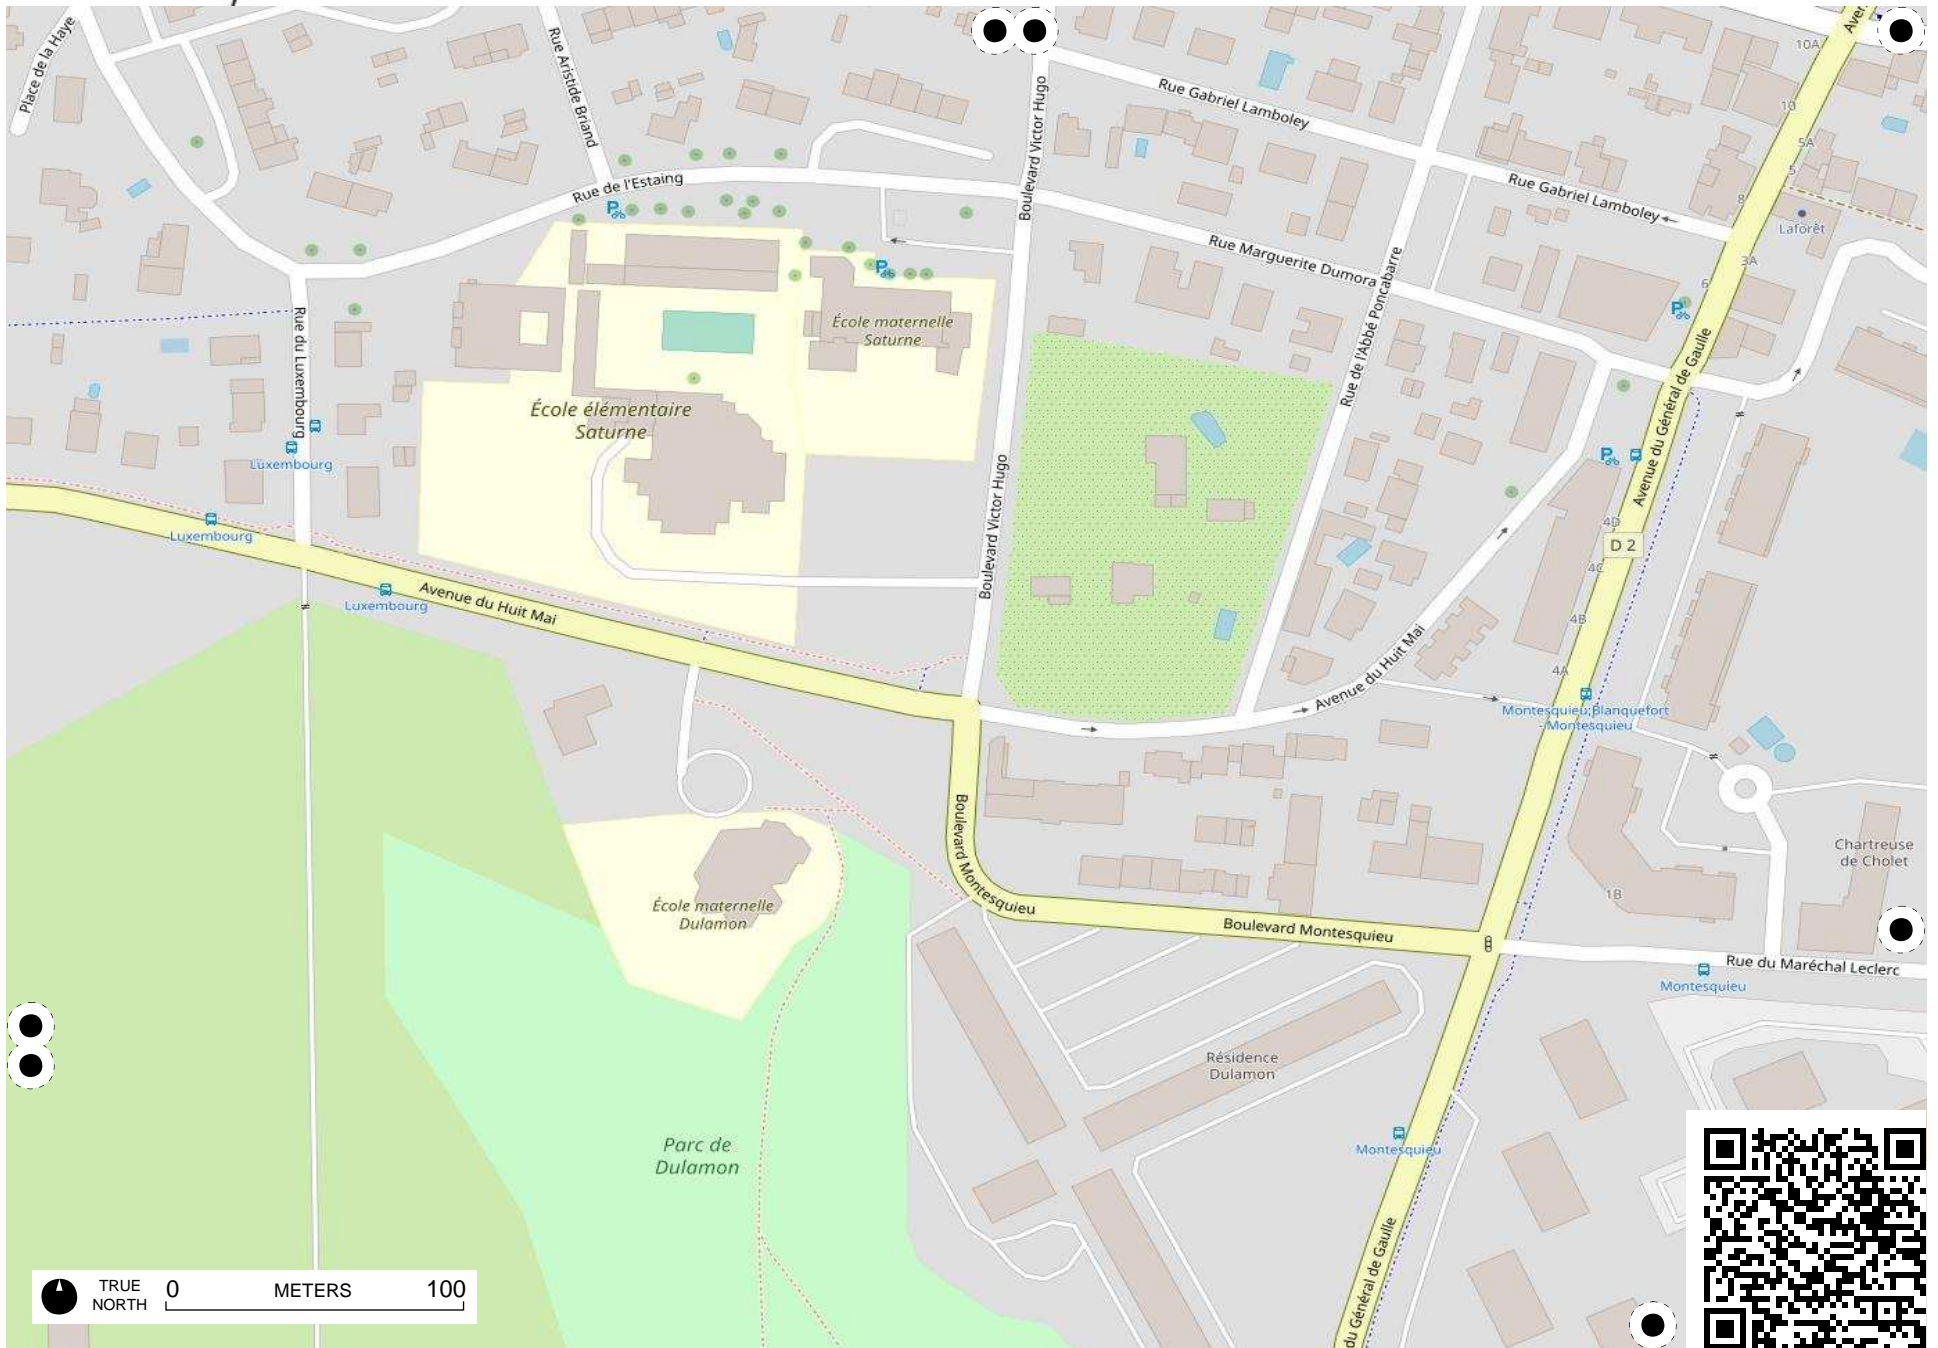 Place de la Haye
Rue Aristide Briand
Boulevard Victor Hugo
Rue Gabriel Lamboley
Aven
10A
10
5A
5
8
Rue de l'Estaing
Rue Gabriel Lamboley
Laforêt
Rue Marguerite Dumora
3A
6
Rue du Luxembourg
École maternelle
Saturne
Rue de l'Abbé Poncabarre
Avenue du Général de Gaulle
École élémentaire
Saturne
Luxembourg
Luxembourg
Boulevard Victor Hugo
4D
D 2
4C
Avenue du Huit Mai
Luxembourg
4B
4A
Avenue du Huit Mai
Montesquieu;Blanquefort
- Montesquieu
Boulevard Montesquieu
Chartreuse
de Cholet
1B
École maternelle
Dulamon
Boulevard Montesquieu
Rue du Maréchal Leclerc
Montesquieu
Résidence
Dulamon
Parc de
Dulamon
Montesquieu
du Général de Gaulle
TRUE
NORTH
0 METERS 100